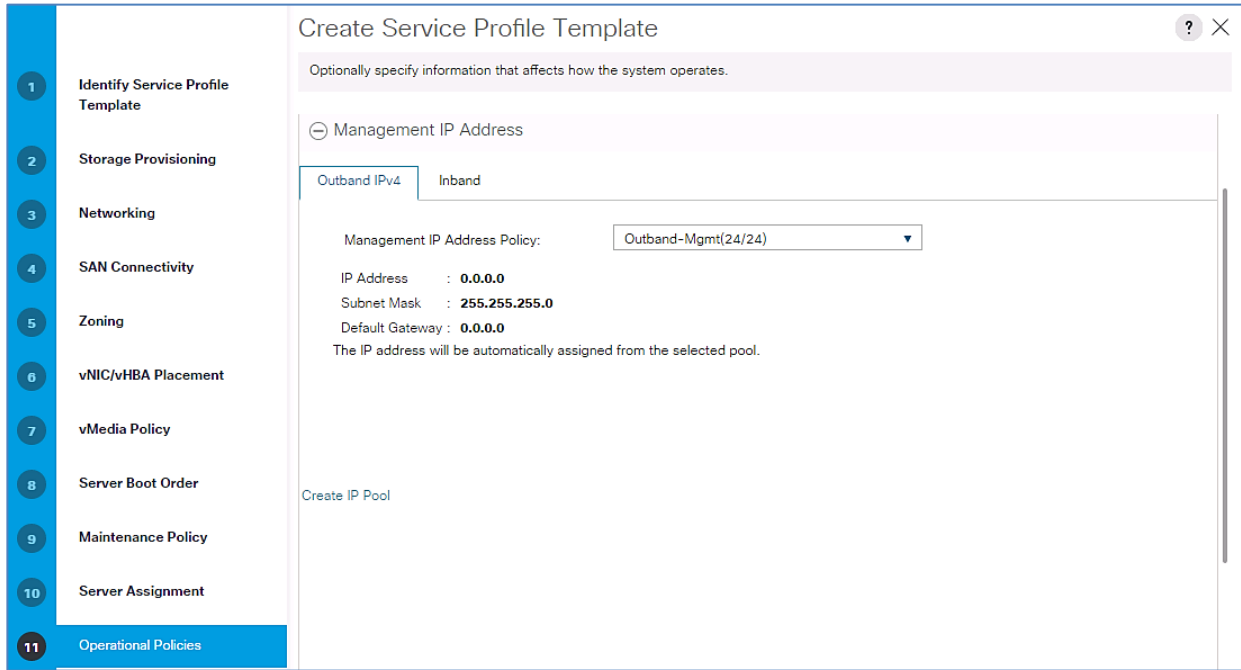 Create Service Profile Template
?
Optionally specify information that affects how the system operates.
1 Identify Service Profile
Template
2 Storage Provisioning
3 Networking
4 SAN Connectivity
5 Zoning
6 vNIC/vHBA Placement
7 vMedia Policy
8 Server Boot Order
9 Maintenance Policy
10 Server Assignment
11 Operational Policies
Management IP Address
Outband IPv4 Inband
Management IP Address Policy: Outband-Mgmt(24/24)
IP Address : 0.0.0.0
Subnet Mask : 255.255.255.0
Default Gateway : 0.0.0.0
The IP address will be automatically assigned from the selected pool.
Create IP Pool